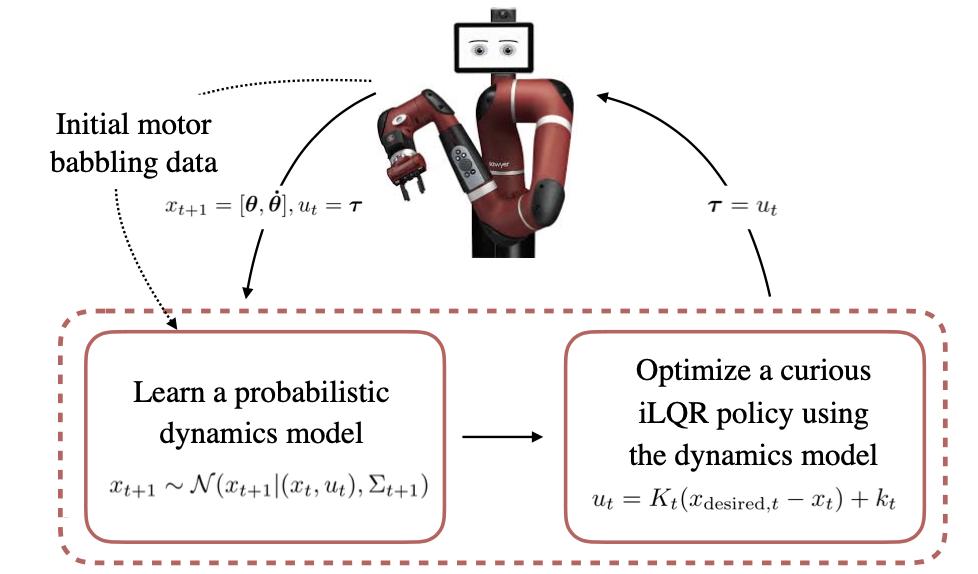 sawyer
Initial motor
babbling data
$x_{t+1} = [\boldsymbol{\theta}, \dot{\boldsymbol{\theta}}], u_t = \boldsymbol{\tau}$
$\boldsymbol{\tau} = u_t$
Learn a probabilistic
dynamics model
$x_{t+1} \sim \mathcal{N}(x_{t+1}|(x_t, u_t), \Sigma_{t+1})$
Optimize a curious
iLQR policy using
the dynamics model
$u_t = K_t(x_{\mathrm{desired},t} - x_t) + k_t$